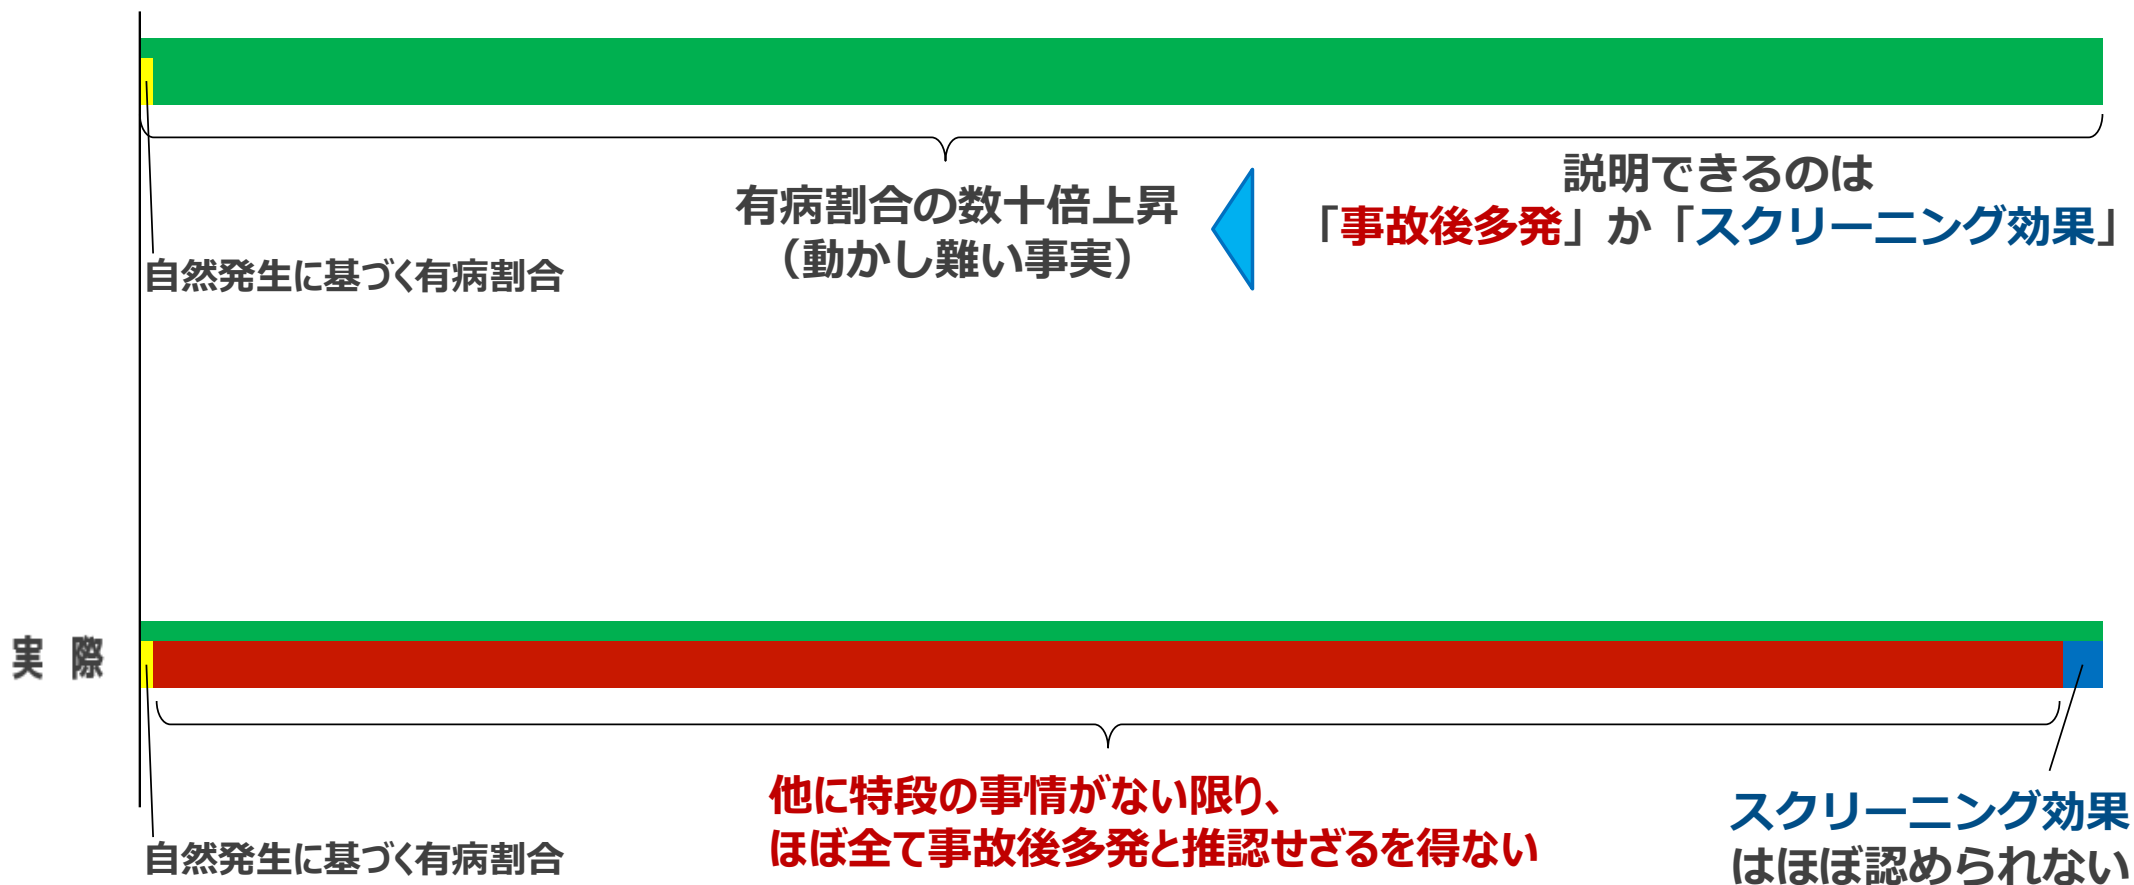 説明できるのは
「事故後多発」か「スクリーニング効果」
有病割合の数十倍上昇
（動かし難い事実）
自然発生に基づく有病割合
実 際
他に特段の事情がない限り、
ほぼ全て事故後多発と推認せざるを得ない
スクリーニング効果
はほぼ認められない
自然発生に基づく有病割合